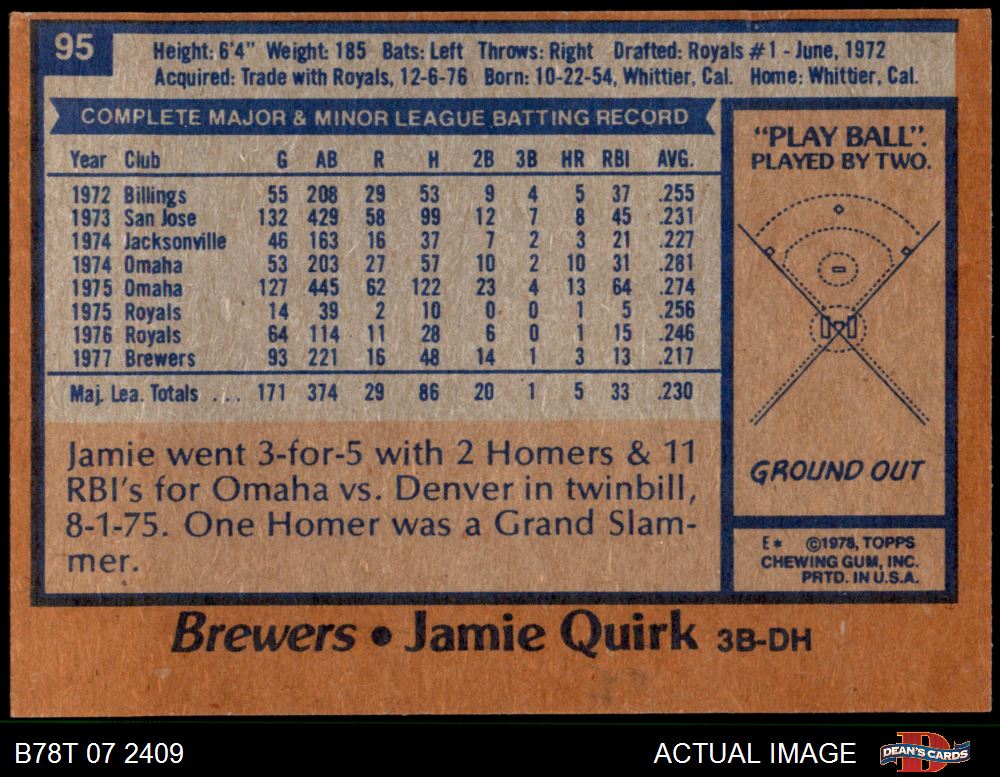 95
Height: 6'4" Weight: 185 Bats: Left Throws: Right Drafted: Royals #1 - June, 1972
Acquired: Trade with Royals, 12-6-76 Born: 10-22-54, Whittier, Cal. Home: Whittier, Cal.
COMPLETE MAJOR & MINOR LEAGUE BATTING RECORD
Year Club G AB R H 2B 3B HR RBI AVG.
1972 Billings 55 208 29 53 9 4 5 37 .255
1973 San Jose 132 429 58 99 12 7 8 45 .231
1974 Jacksonville 46 163 16 37 7 2 3 21 .227
1974 Omaha 53 203 27 57 10 2 10 31 .281
1975 Omaha 127 445 62 122 23 4 13 64 .274
1975 Royals 14 39 2 10 0 0 1 5 .256
1976 Royals 64 114 11 28 6 0 1 15 .246
1977 Brewers 93 221 16 48 14 1 3 13 .217
Maj. Lea. Totals .... 171 374 29 86 20 1 5 33 .230
Jamie went 3-for-5 with 2 Homers & 11
RBI's for Omaha vs. Denver in twinbill,
8-1-75. One Homer was a Grand Slam-
mer.
"PLAY BALL":
PLAYED BY TWO.
GROUND OUT
E* ©1978, TOPPS
CHEWING GUM, INC.
PRTD. IN U.S.A.
Brewers • Jamie Quirk 3B-DH
B78T 07 2409
ACTUAL IMAGE
DEAN'S CARDS